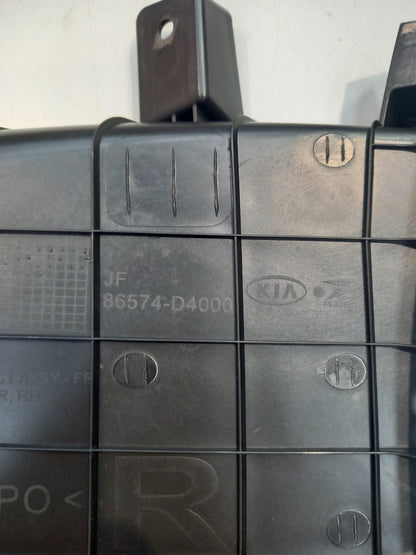 JF
86574-D4000
KIA
R, RH
PO <
R